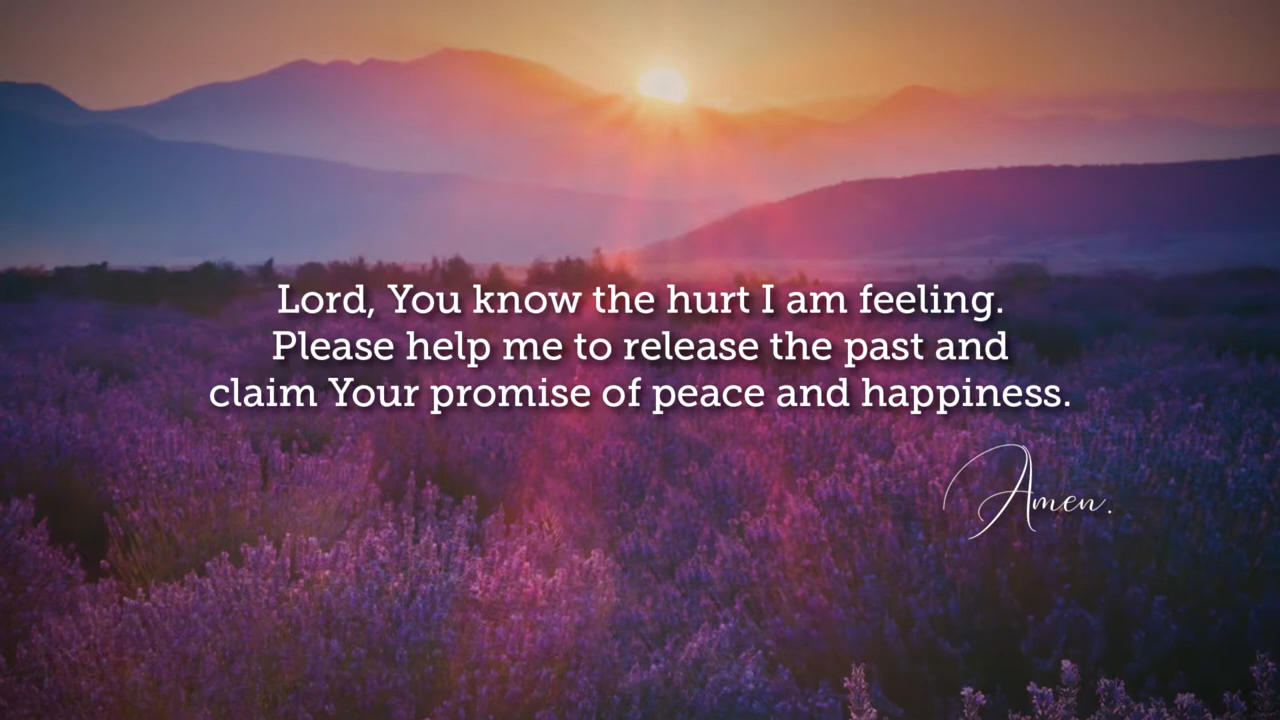 Lord, You know the hurt I am feeling.
Please help me to release the past and
claim Your promise of peace and happiness.
Amen.